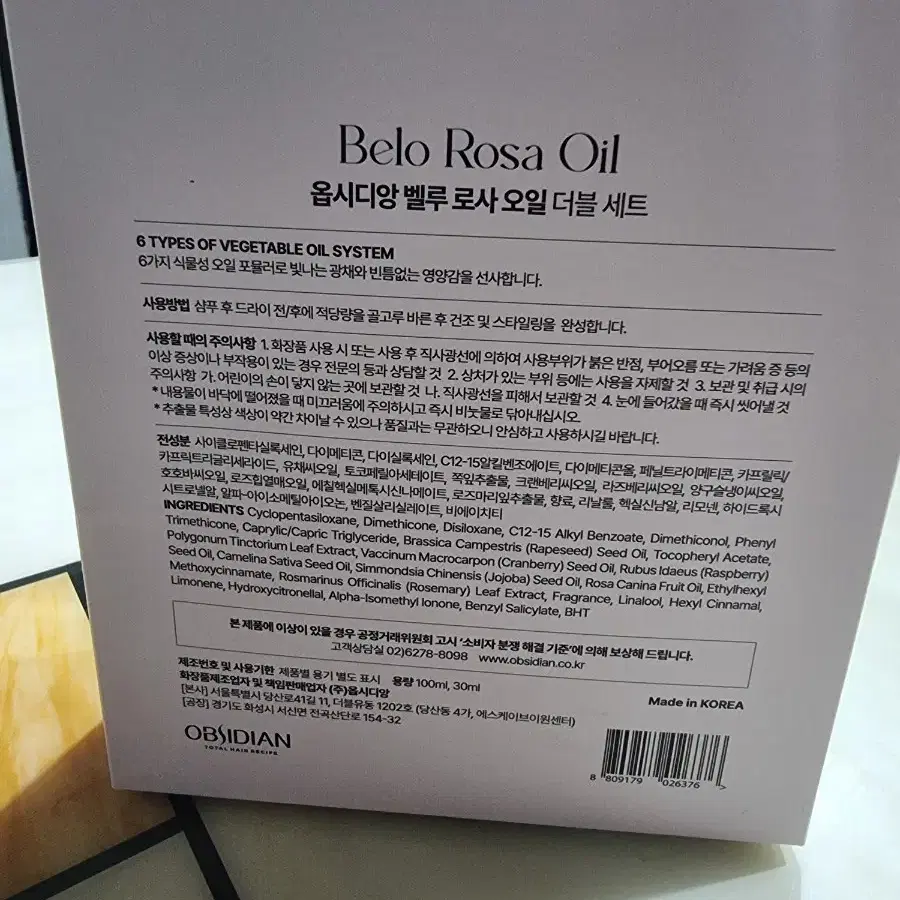 Belo Rosa Oil
옵시디앙 벨루 로사 오일 더블 세트
6 TYPES OF VEGETABLE OIL SYSTEM
6가지 식물성 오일 포뮬러로 빛나는 광채와 빈틈없는 영양감을 선사합니다.
사용방법 샴푸 후 드라이 전/후에 적당량을 골고루 바른 후 건조 및 스타일링을 완성합니다.
사용할 때의 주의사항 1. 화장품 사용 시 또는 사용 후 직사광선에 의하여 사용부위가 붉은 반점, 부어오름 또는 가려움 증 등의
이상 증상이나 부작용이 있는 경우 전문의 등과 상담할 것 2. 상처가 있는 부위 등에는 사용을 자제할 것 3. 보관 및 취급 시의
주의사항 가. 어린이의 손이 닿지 않는 곳에 보관할 것 나. 직사광선을 피해서 보관할 것 4. 눈에 들어갔을 때 즉시 씻어낼 것
* 내용물이 바닥에 떨어졌을 때 미끄러움에 주의하시고 즉시 비눗물로 닦아내십시오.
* 추출물 특성상 색상이 약간 차이날 수 있으나 품질과는 무관하오니 안심하고 사용하시길 바랍니다.
전성분 사이클로펜타실록세인, 다이메티콘, 다이실록세인, C12-15알킬벤조에이트, 다이메티콘올, 페닐트라이메티콘, 카프릴릭/
카프릭트리글리세라이드, 유채씨오일, 토코페릴아세테이트, 쪽잎추출물, 크랜베리씨오일, 라즈베리씨오일, 양구슬냉이씨오일,
호호바씨오일, 로즈힙열매오일, 에칠헥실메톡시신나메이트, 로즈마리잎추출물, 향료, 리날룰, 헥실신남알, 리모넨, 하이드록시
시트로넬알, 알파-아이소메틸아이오논, 벤질살리실레이트, 비에이치티
INGREDIENTS Cyclopentasiloxane, Dimethicone, Disiloxane, C12-15 Alkyl Benzoate, Dimethiconol, Phenyl
Trimethicone, Caprylic/Capric Triglyceride, Brassica Campestris (Rapeseed) Seed Oil, Tocopheryl Acetate,
Polygonum Tinctorium Leaf Extract, Vaccinum Macrocarpon (Cranberry) Seed Oil, Rubus Idaeus (Raspberry)
Seed Oil, Camelina Sativa Seed Oil, Simmondsia Chinensis (Jojoba) Seed Oil, Rosa Canina Fruit Oil, Ethylhexyl
Methoxycinnamate, Rosmarinus Officinalis (Rosemary) Leaf Extract, Fragrance, Linalool, Hexyl Cinnamal,
Limonene, Hydroxycitronellal, Alpha-Isomethyl Ionone, Benzyl Salicylate, BHT
본 제품에 이상이 있을 경우 공정거래위원회 고시 '소비자 분쟁 해결 기준'에 의해 보상해 드립니다.
고객상담실 02)6278-8098 www.obsidian.co.kr
제조번호 및 사용기한 제품별 용기 별도 표시 용량 100ml, 30ml
화장품제조업자 및 책임판매업자 (주)옵시디앙
[본사] 서울특별시 당산로41길 11, 더블유동 1202호 (당산동 4가, 에스케이브이원센터)
[공장] 경기도 화성시 서신면 전곡산단로 154-32
Made in KOREA
OBSIDIAN
TOTAL HAIR RECIPE
8 809179 026376 >